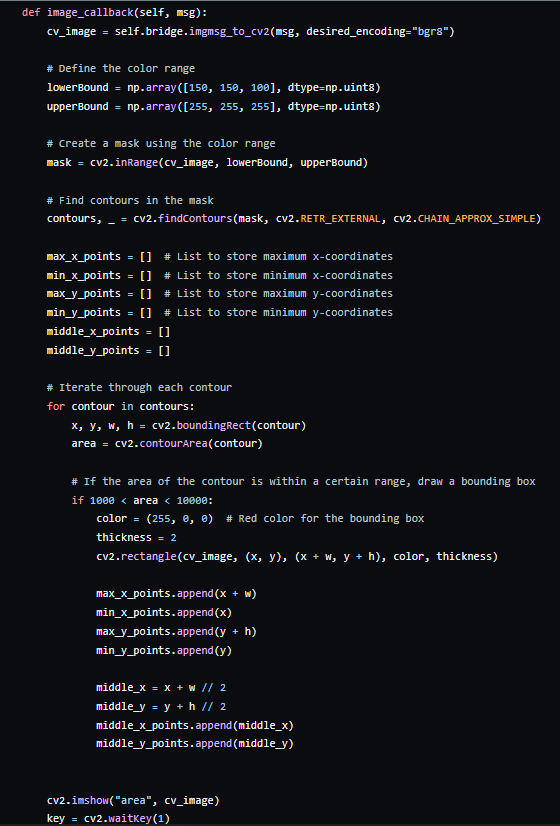 def image_callback(self, msg):
    cv_image = self.bridge.imgmsg_to_cv2(msg, desired_encoding="bgr8")

    # Define the color range
    lowerBound = np.array([150, 150, 100], dtype=np.uint8)
    upperBound = np.array([255, 255, 255], dtype=np.uint8)

    # Create a mask using the color range
    mask = cv2.inRange(cv_image, lowerBound, upperBound)

    # Find contours in the mask
    contours, _ = cv2.findContours(mask, cv2.RETR_EXTERNAL, cv2.CHAIN_APPROX_SIMPLE)

    max_x_points = []  # List to store maximum x-coordinates
    min_x_points = []  # List to store minimum x-coordinates
    max_y_points = []  # List to store maximum y-coordinates
    min_y_points = []  # List to store minimum y-coordinates
    middle_x_points = []
    middle_y_points = []

    # Iterate through each contour
    for contour in contours:
        x, y, w, h = cv2.boundingRect(contour)
        area = cv2.contourArea(contour)

        # If the area of the contour is within a certain range, draw a bounding box
        if 1000 < area < 10000:
            color = (255, 0, 0)  # Red color for the bounding box
            thickness = 2
            cv2.rectangle(cv_image, (x, y), (x + w, y + h), color, thickness)

            max_x_points.append(x + w)
            min_x_points.append(x)
            max_y_points.append(y + h)
            min_y_points.append(y)

            middle_x = x + w // 2
            middle_y = y + h // 2
            middle_x_points.append(middle_x)
            middle_y_points.append(middle_y)


    cv2.imshow("area", cv_image)
    key = cv2.waitKey(1)